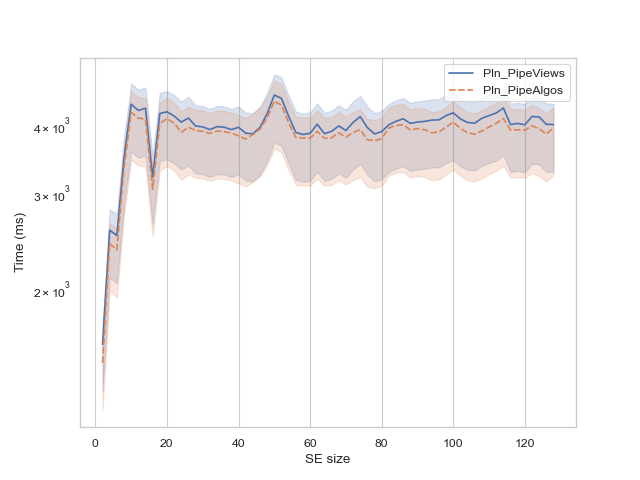 Pln_PipeViews
Pln_PipeAlgos
4 × 10³
3 × 10³
2 × 10³
Time (ms)
0 20 40 60 80 100 120
SE size